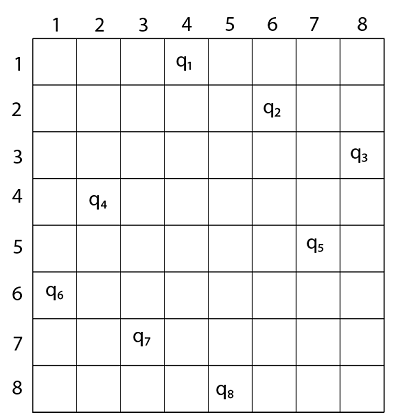 1 2 3 4 5 6 7 8
1 q₁
2 q₂
3 q₃
4 q₄
5 q₅
6 q₆
7 q₇
8 q₈